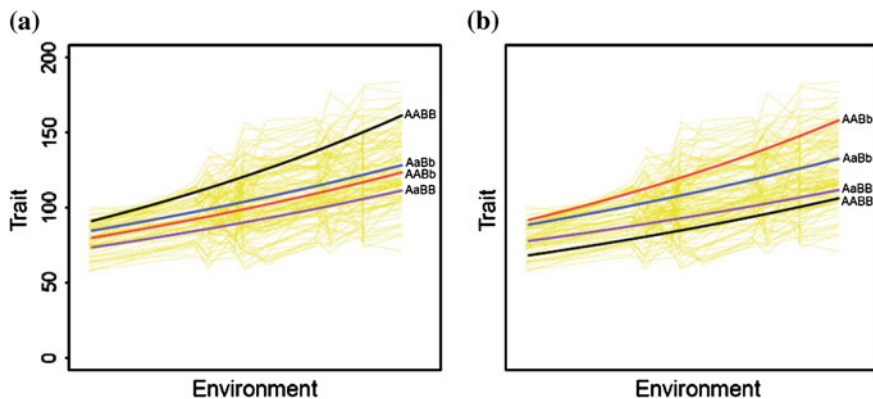 (a)
200
150
100
50
0
Trait
AABB
AaBb
AABb
AaBB
Environment
(b)
Trait
AABb
AaBb
AaBB
AABB
Environment